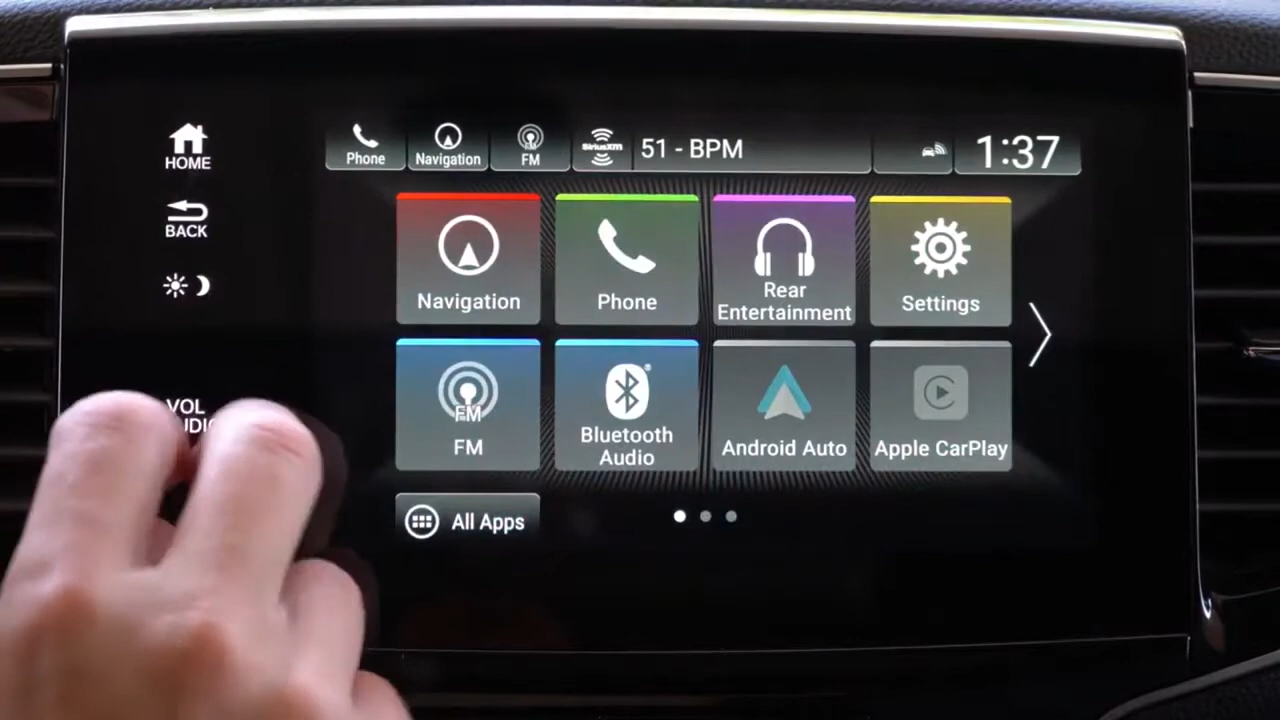 HOME
BACK
VOL
Phone
Navigation
FM
SiriusXM
51 - BPM
1:37
Navigation
Phone
Rear
Entertainment
Settings
FM
FM
Bluetooth
Audio
Android Auto
Apple CarPlay
All Apps